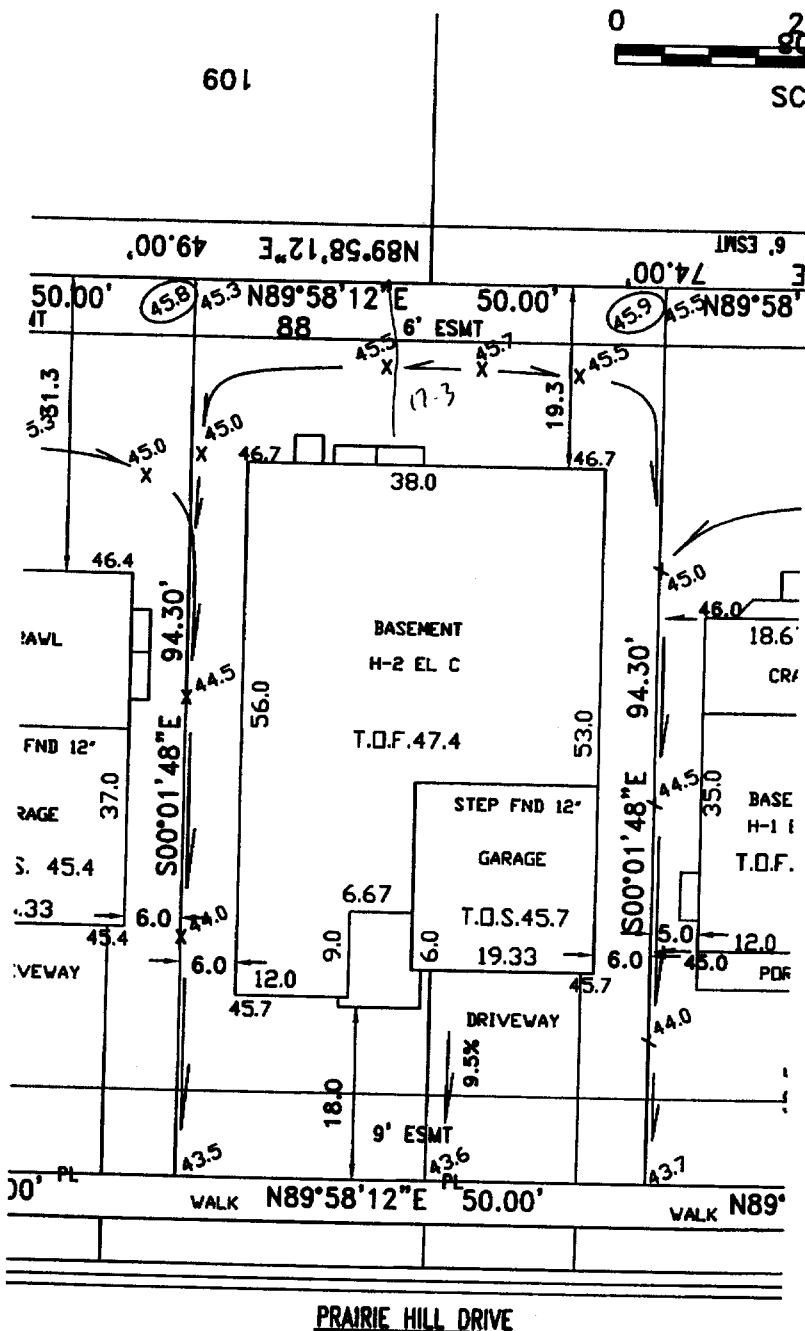 0
SC
109
N89°58'12"E 49.00'
6' ESMT
74.00'
50.00'
45.8
45.3
N89°58'12"E 50.00'
45.9
45.5
N89°58'
88
6' ESMT
45.5
45.7
45.5
17-3
31.3
5.3
45.0
X
X
X
X
X
19.3
45.0
46.7
38.0
46.7
46.4
45.0
46.0
18.6
94.30'
BASEMENT
H-2 EL C
94.30'
44.5
56.0
T.O.F.47.4
53.0
FND 12"
37.0
S00°01'48"E
STEP FND 12"
S00°01'48"E
44.5
35.0
H-1
S. 45.4
GARAGE
T.O.F.
.33
6.0
44.0
6.67
T.O.S.45.7
5.0
12.0
45.4
6.0
12.0
9.0
6.0
19.33
6.0
45.0
45.7
45.7
DRIVEWAY
44.0
18.0
9.5%
9' ESMT
43.5
43.6
43.7
00' PL
PL
WALK N89°58'12"E 50.00'
WALK N89°
PRAIRIE HILL DRIVE